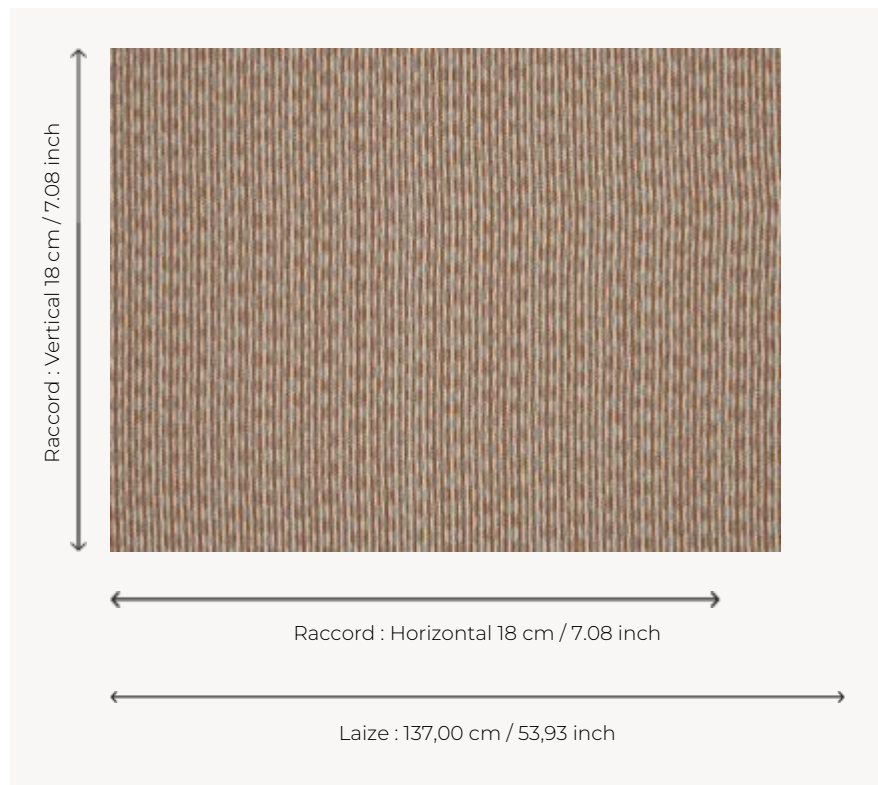 Raccord : Vertical 18 cm / 7.08 inch
Raccord : Horizontal 18 cm / 7.08 inch
Laize : 137,00 cm / 53,93 inch